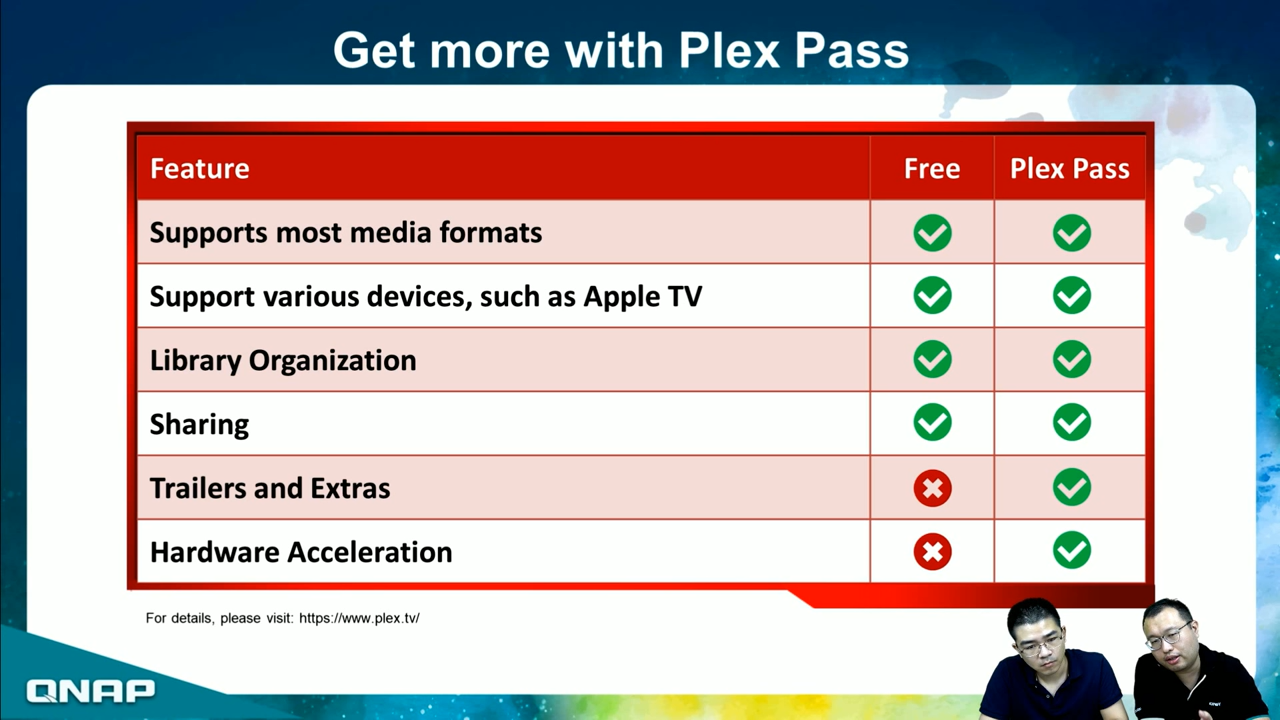 Get more with Plex Pass
Feature Free Plex Pass
Supports most media formats
Support various devices, such as Apple TV
Library Organization
Sharing
Trailers and Extras
Hardware Acceleration
For details, please visit: https://www.plex.tv/
QNAP